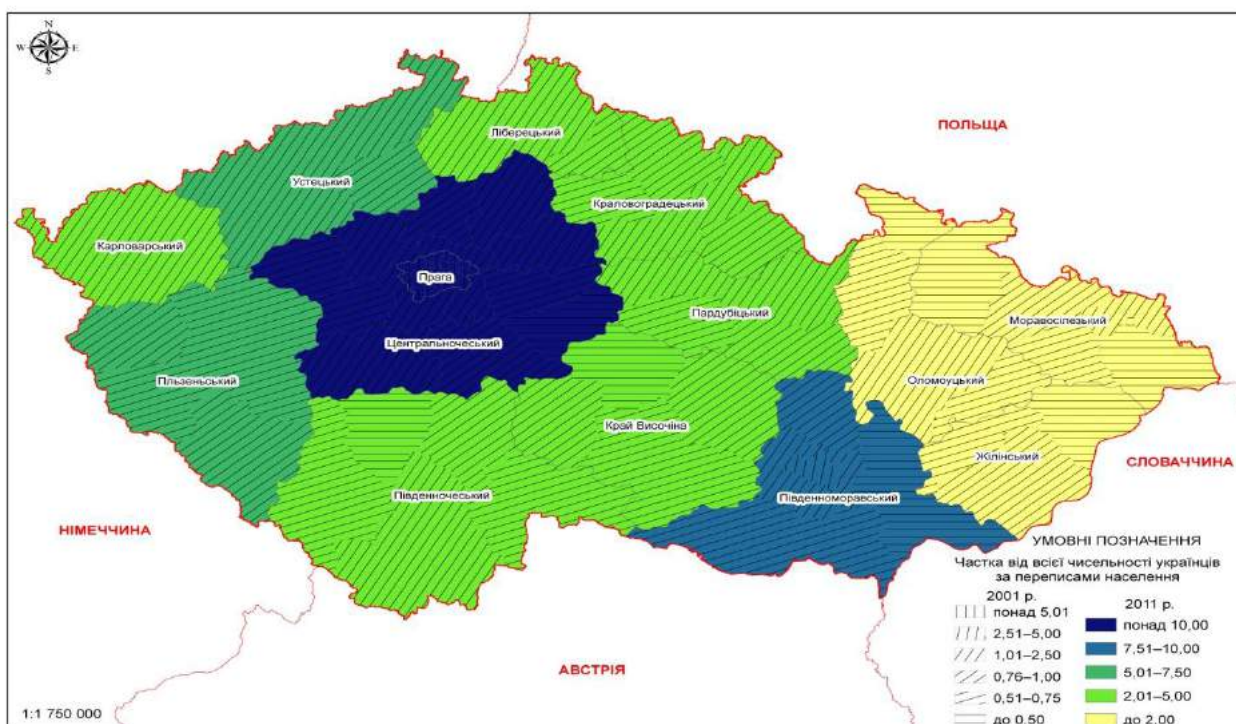 N
W E
S
ПОЛЬЩА
Ліберецький
Устецький
Краловоградецький
Карловарський
Прага
Пардубіцький
Моравосілезький
Центральночеський
Пльзенський
Оломоуцький
Край Височіна
Жілінський
СЛОВАЧЧИНА
Південночеський
Південноморавський
НІМЕЧЧИНА
АВСТРІЯ
УМОВНІ ПОЗНАЧЕННЯ
Частка від всієї чисельності українців
за переписами населення
2001 р.
понад 5,01
2,51–5,00
1,01–2,50
0,76–1,00
0,51–0,75
до 0,50
2011 р.
понад 10,00
7,51–10,00
5,01–7,50
2,01–5,00
до 2,00
1:1 750 000